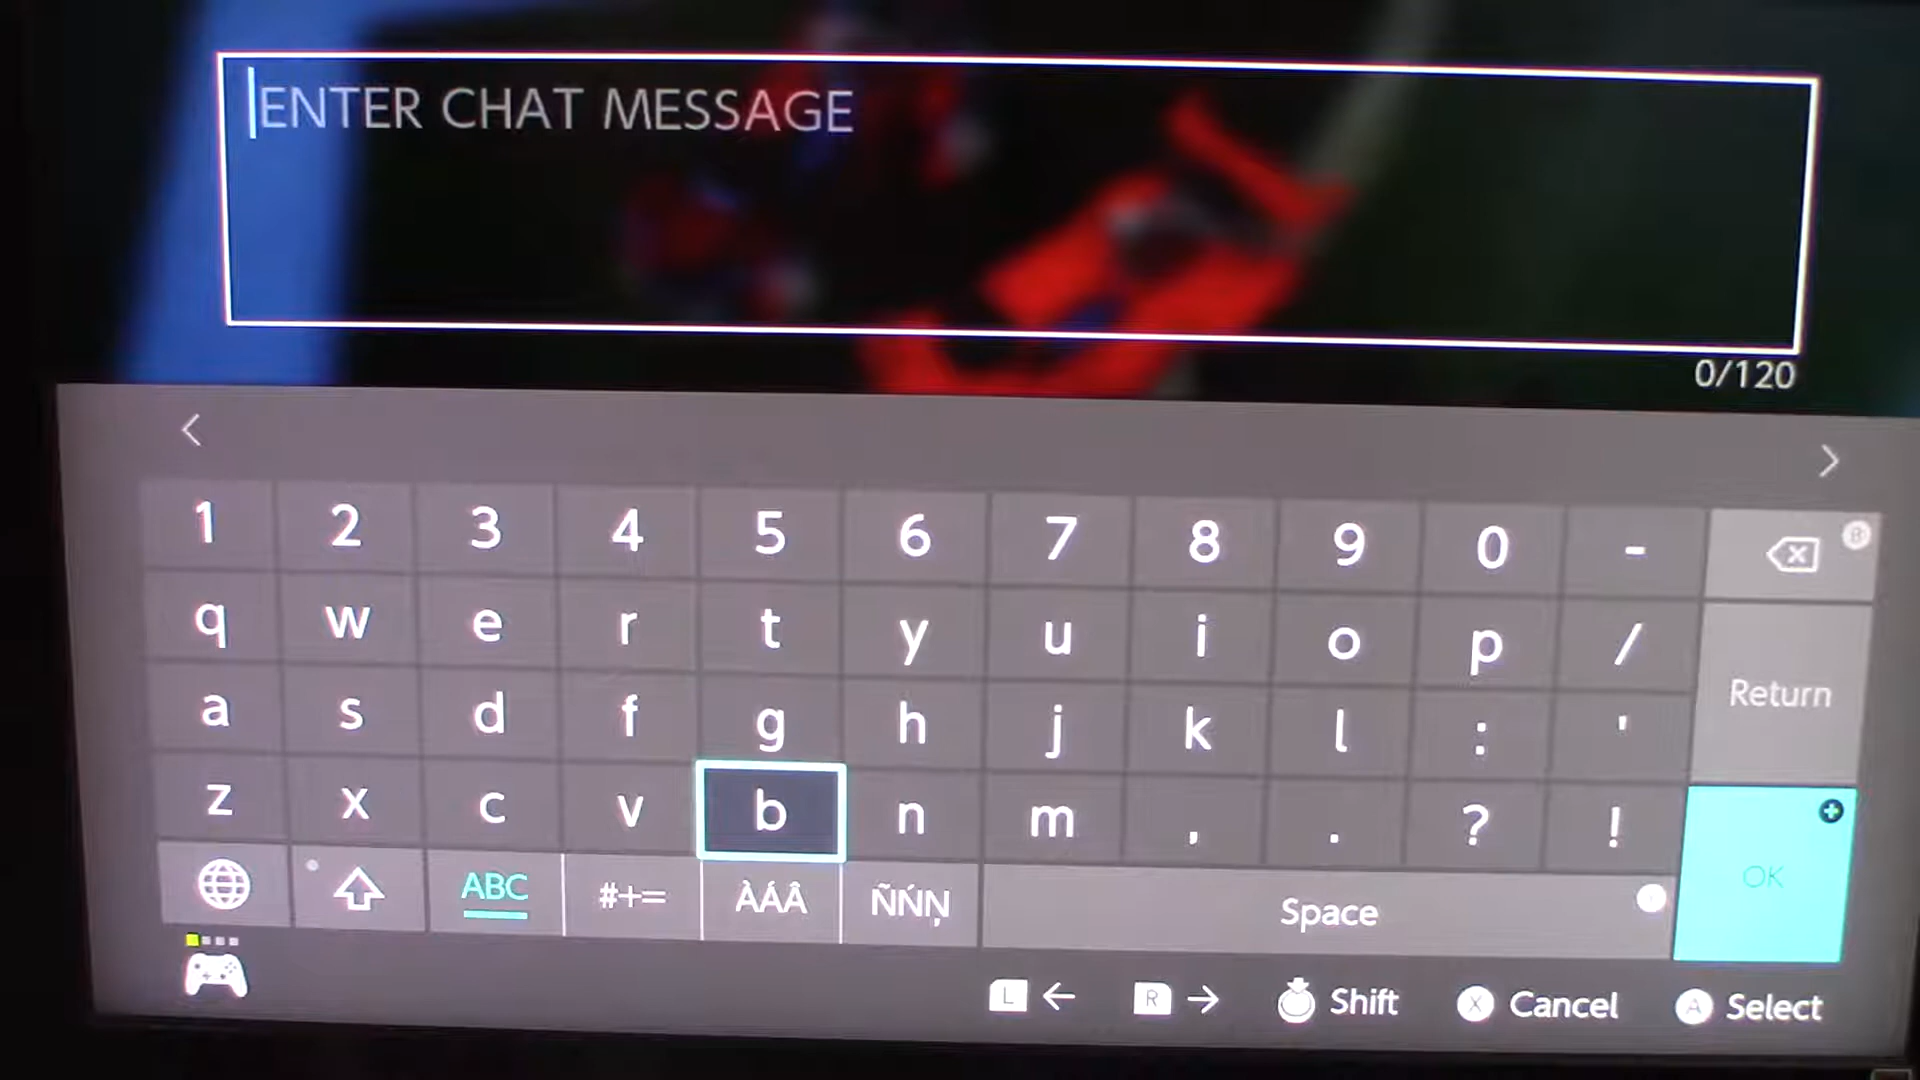 ENTER CHAT MESSAGE
0/120
1 2 3 4 5 6 7 8 9 0 -
q w e r t y u i o p /
Return
a s d f g h j k l : '
z x c v b n m , . ? !
OK
ABC #+= ÀÁÂ ÑŃŅ Space
L R Shift X Cancel A Select